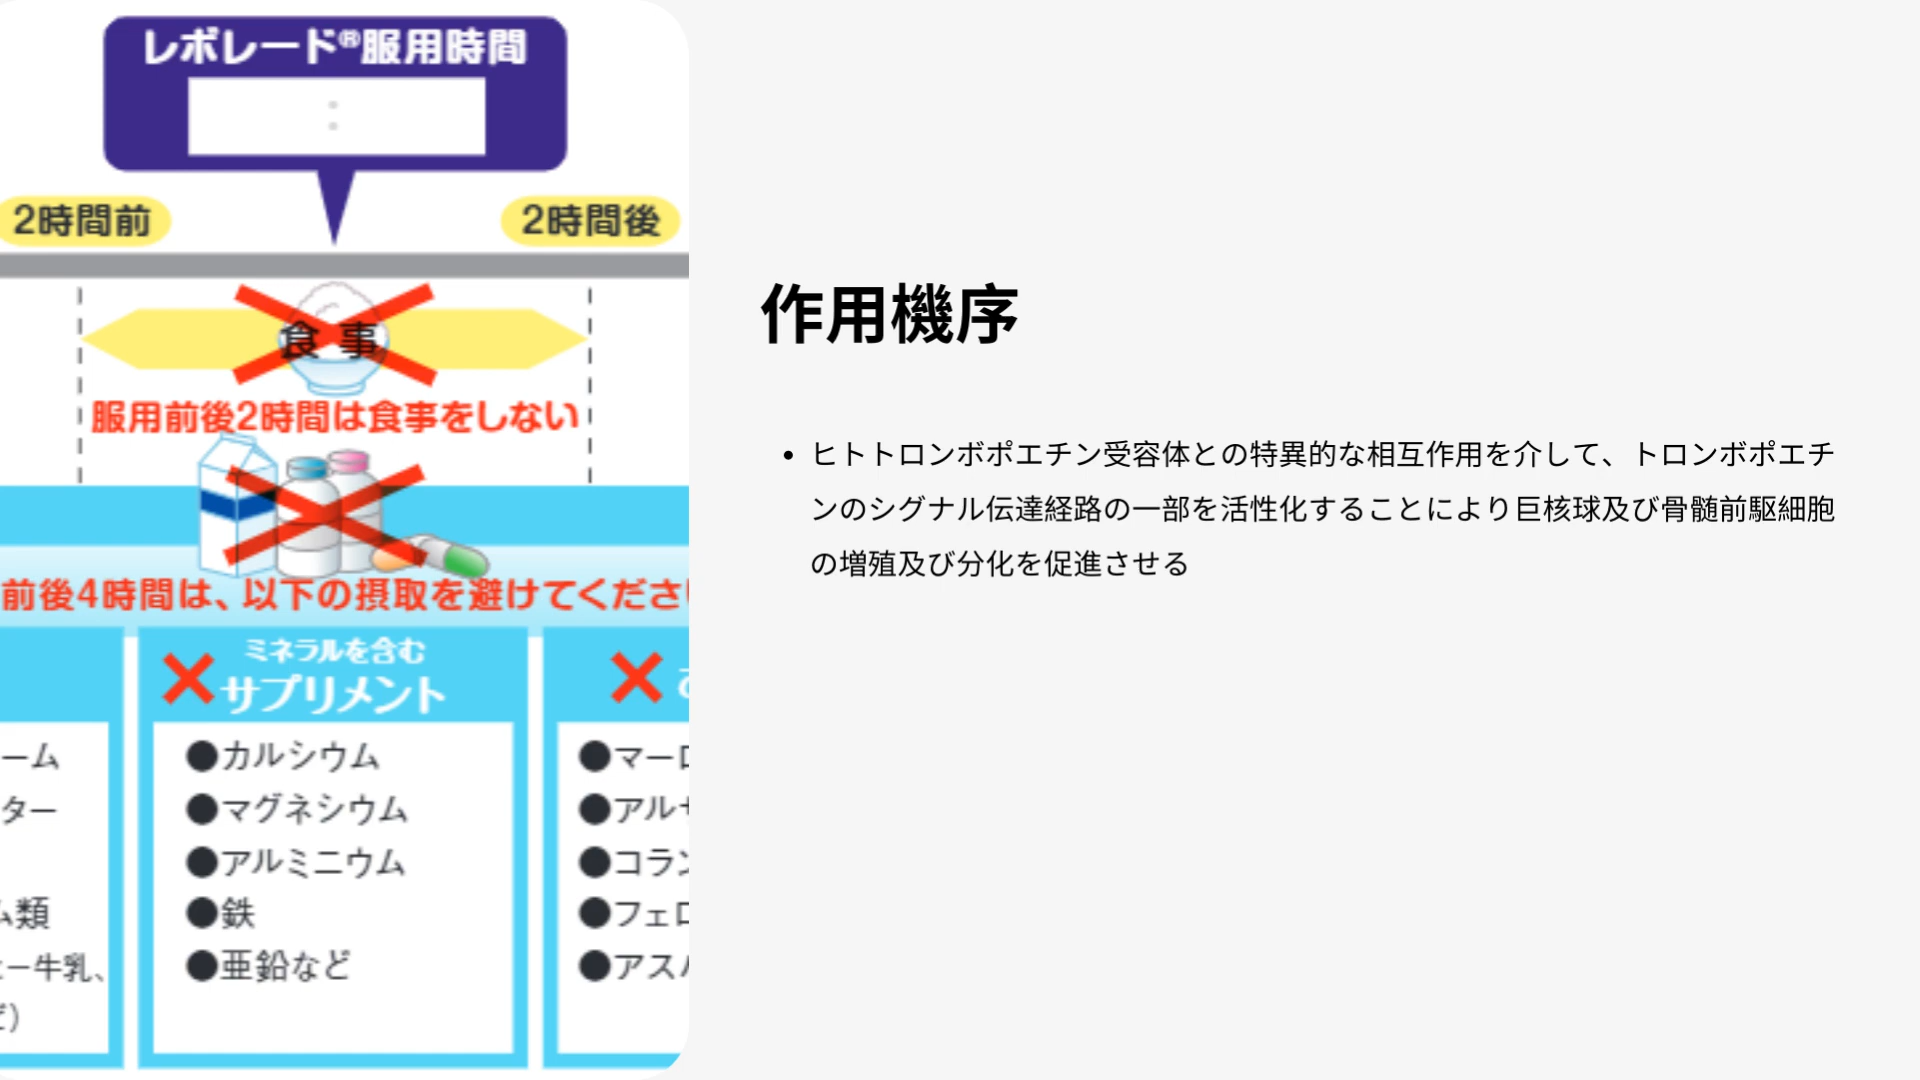 レボレード®服用時間
:
2時間前
2時間後
食事
服用前後2時間は食事をしない
前後4時間は、以下の摂取を避けてくださ
ミネラルを含む
サプリメント
ーム
ター
ム類
ー牛乳、
●カルシウム
●マグネシウム
●アルミニウム
●鉄
●亜鉛など
●マーロ
●アルサ
●コラン
●フェロ
●アスパ
作用機序
• ヒトトロンボポエチン受容体との特異的な相互作用を介して、トロンボポエチ
ンのシグナル伝達経路の一部を活性化することにより巨核球及び骨髄前駆細胞
の増殖及び分化を促進させる